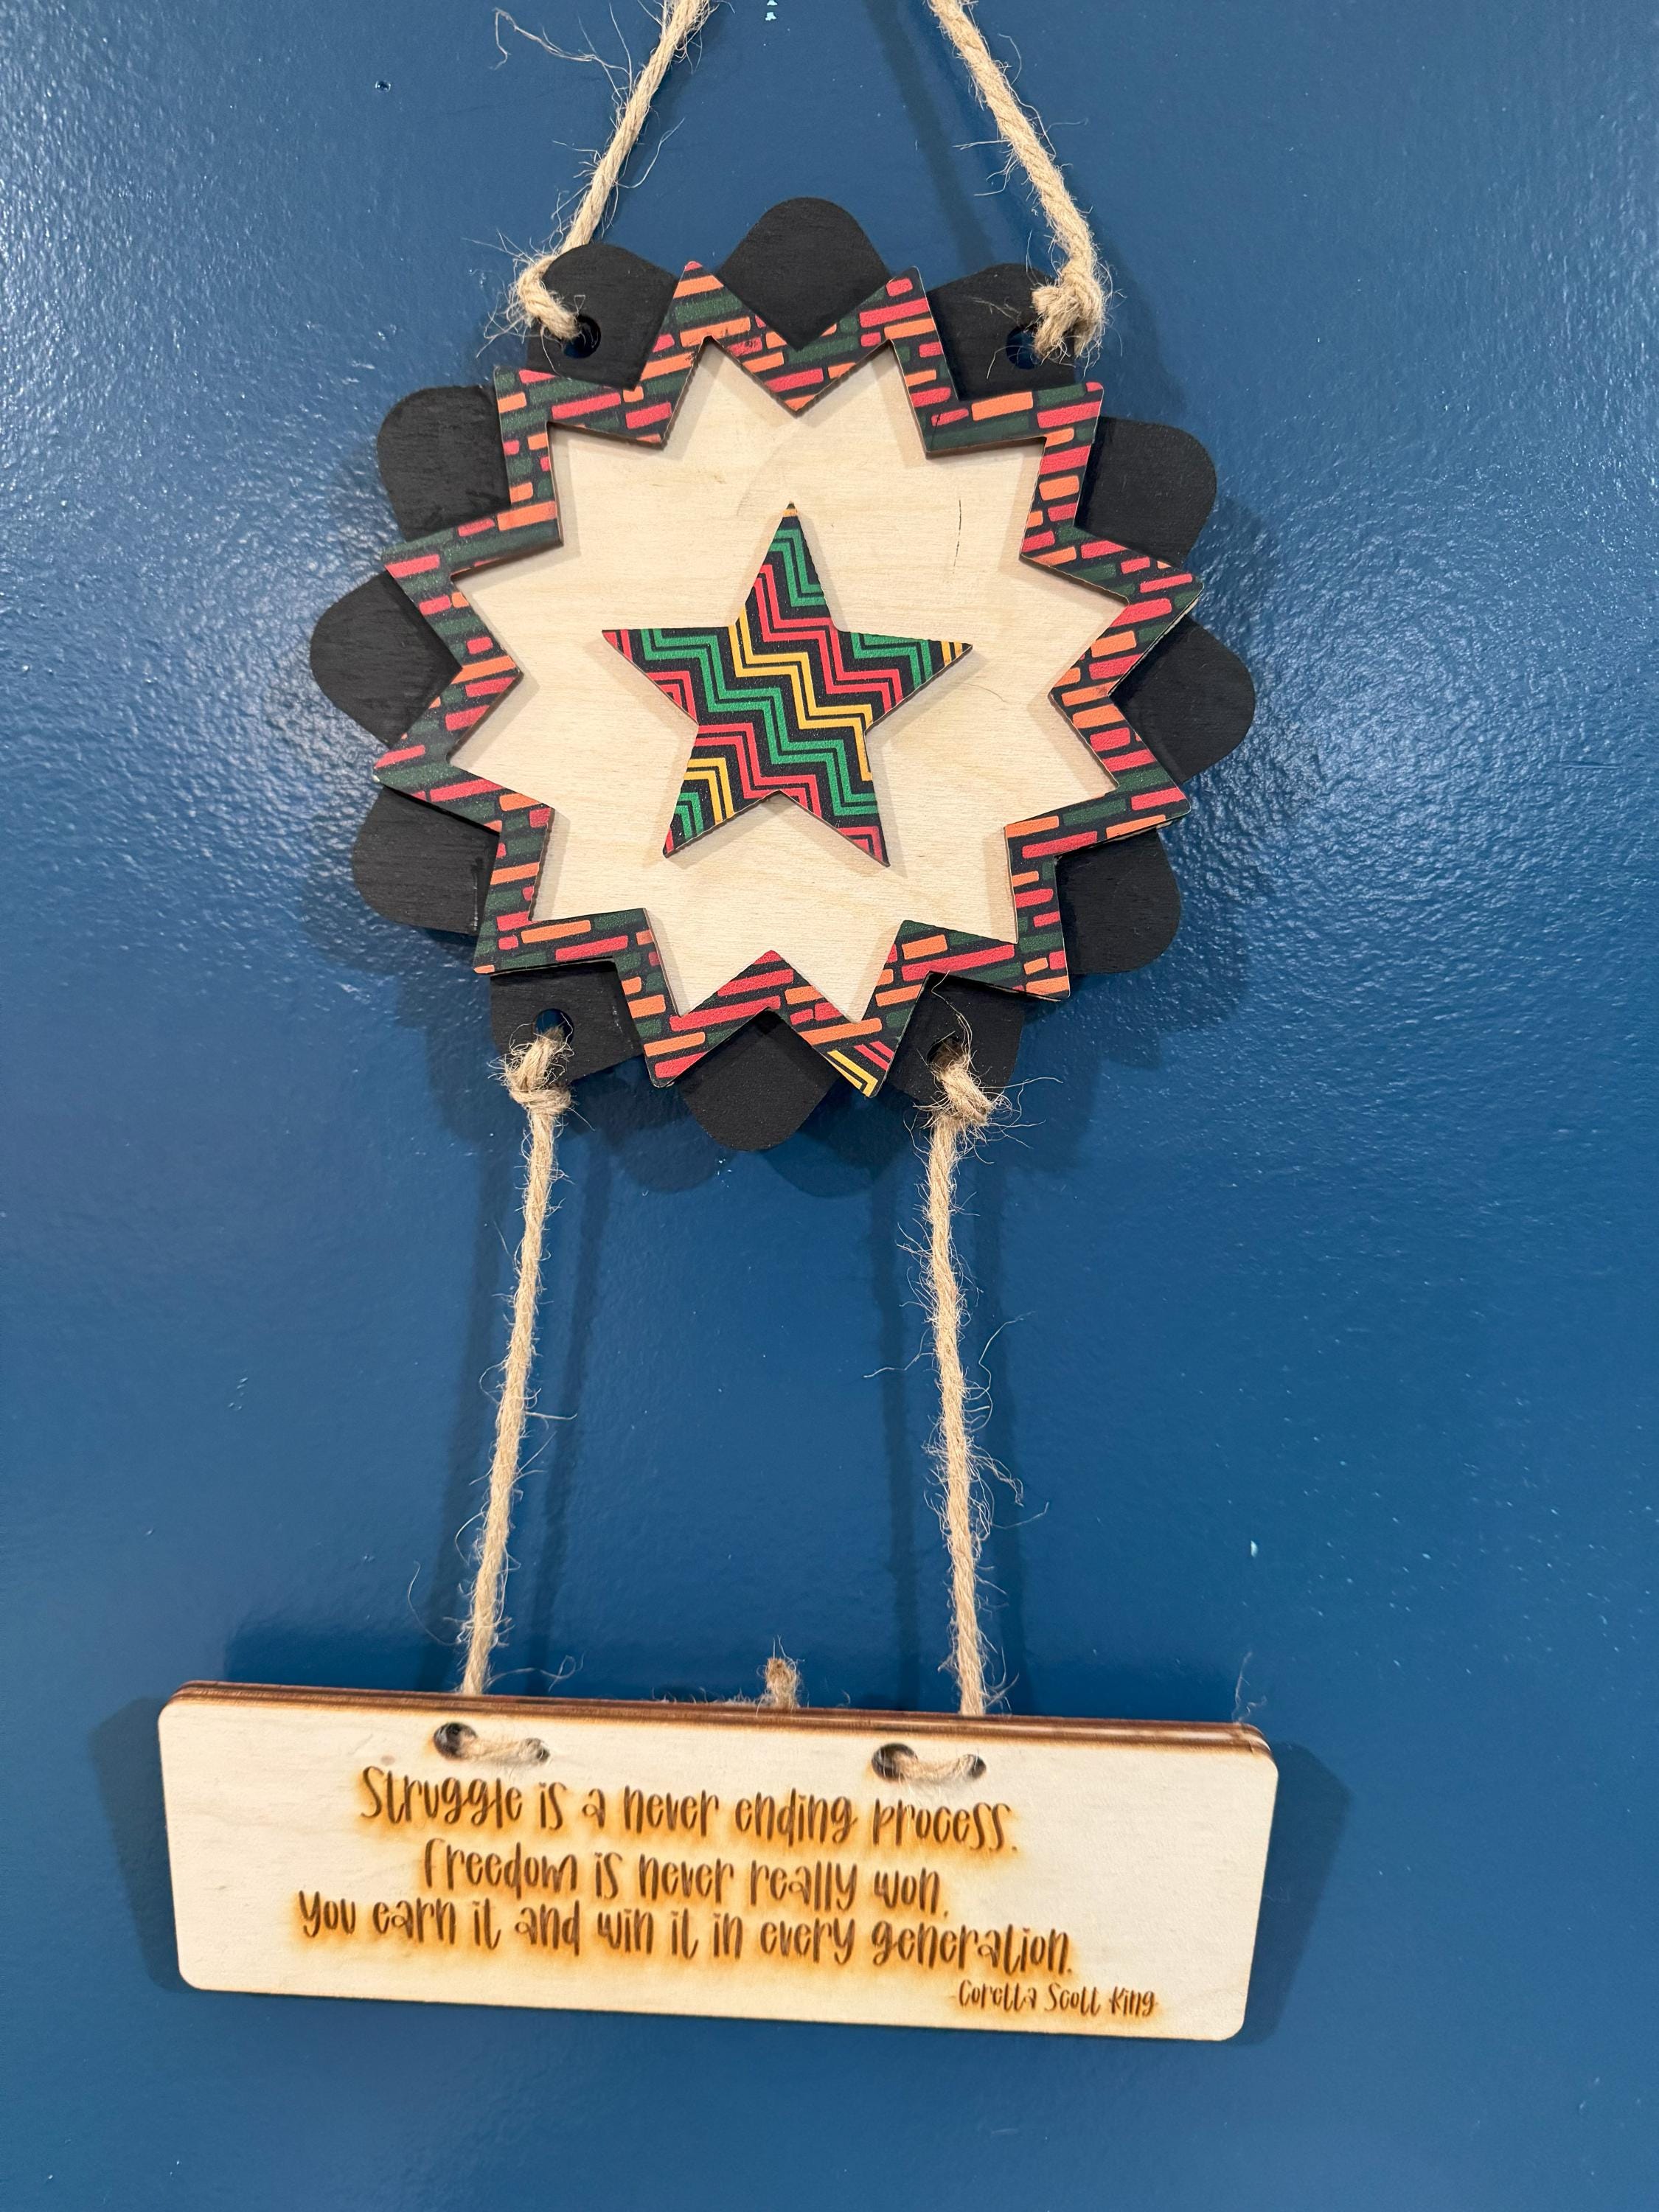 Struggle is a never ending process.
Freedom is never really won,
You earn it and win it in every generation.
-Coretta Scott King